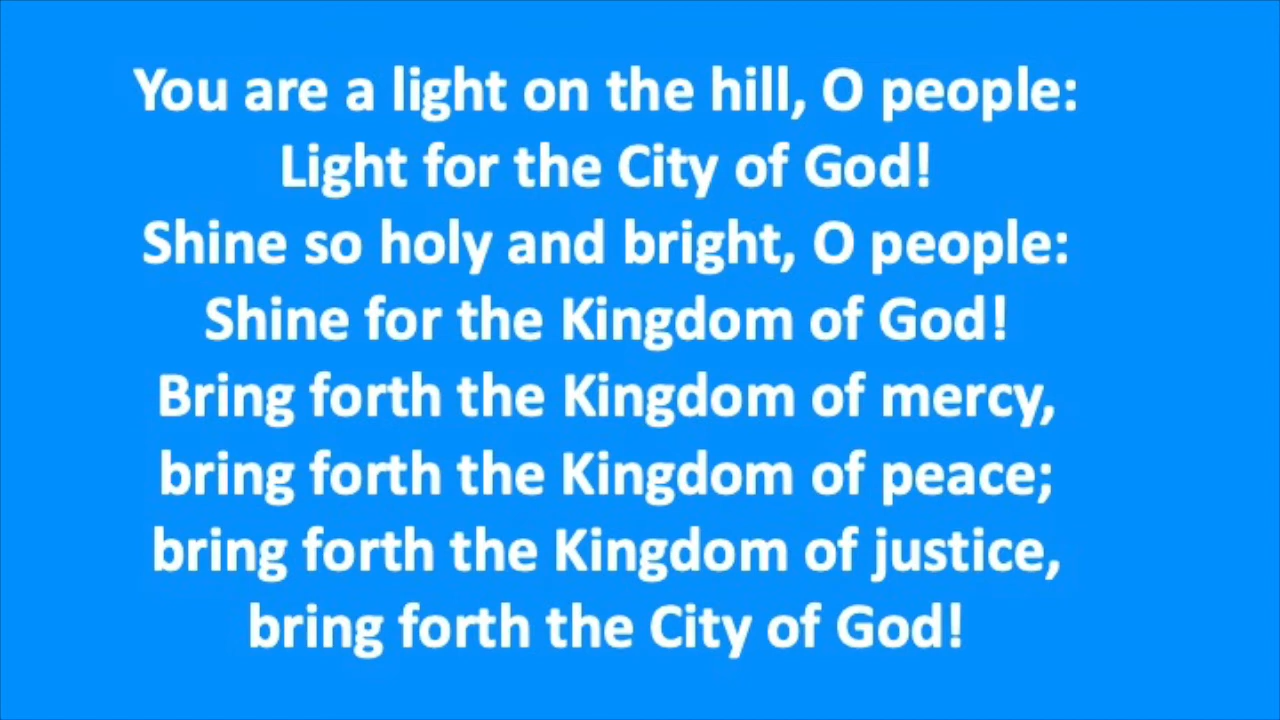 You are a light on the hill, O people:
Light for the City of God!
Shine so holy and bright, O people:
Shine for the Kingdom of God!
Bring forth the Kingdom of mercy,
bring forth the Kingdom of peace;
bring forth the Kingdom of justice,
bring forth the City of God!